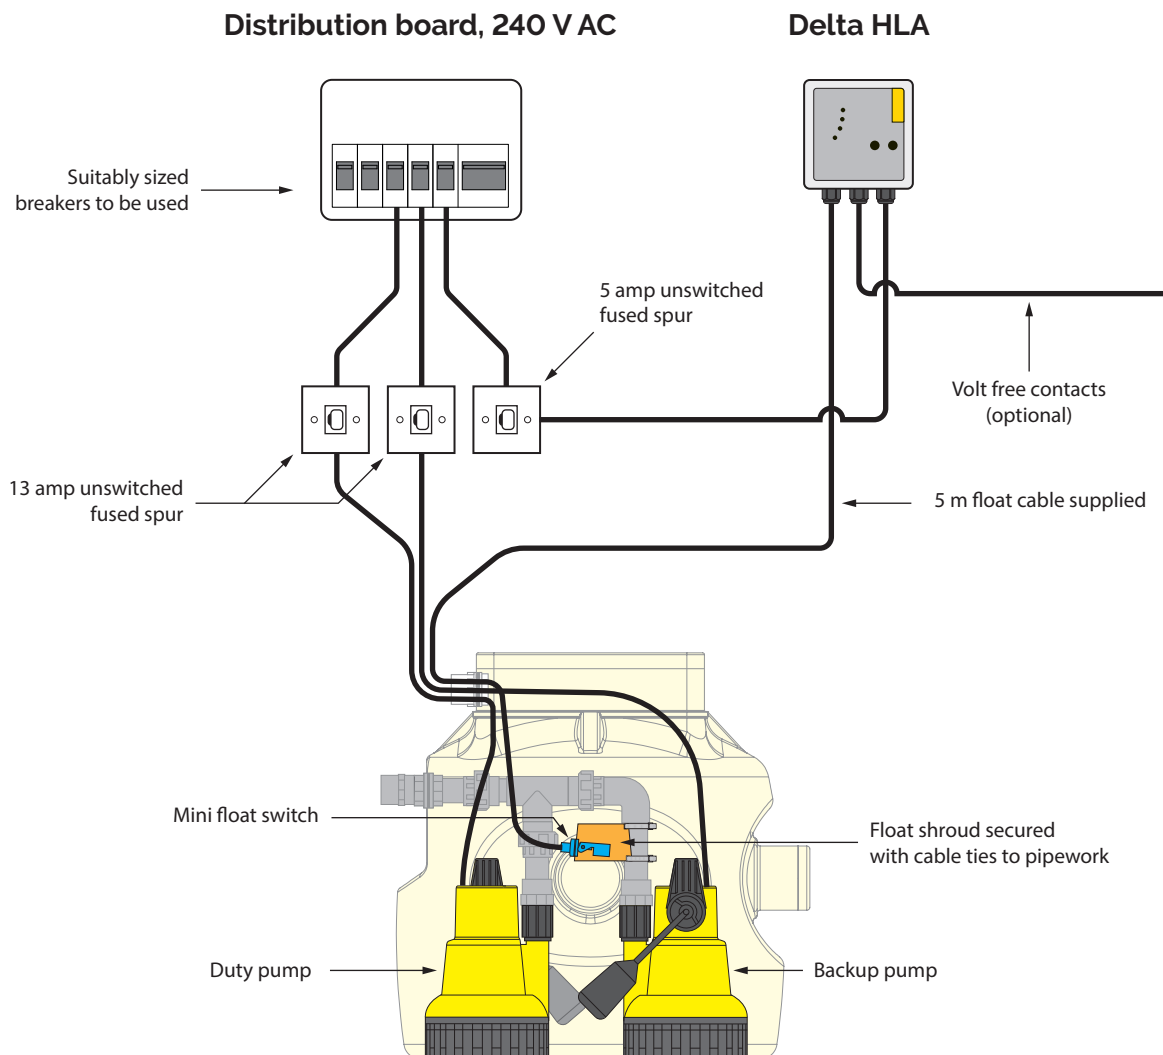 Distribution board, 240 V AC
Delta HLA
Suitably sized
breakers to be used
5 amp unswitched
fused spur
Volt free contacts
(optional)
13 amp unswitched
fused spur
5 m float cable supplied
Mini float switch
Float shroud secured
with cable ties to pipework
Duty pump
Backup pump